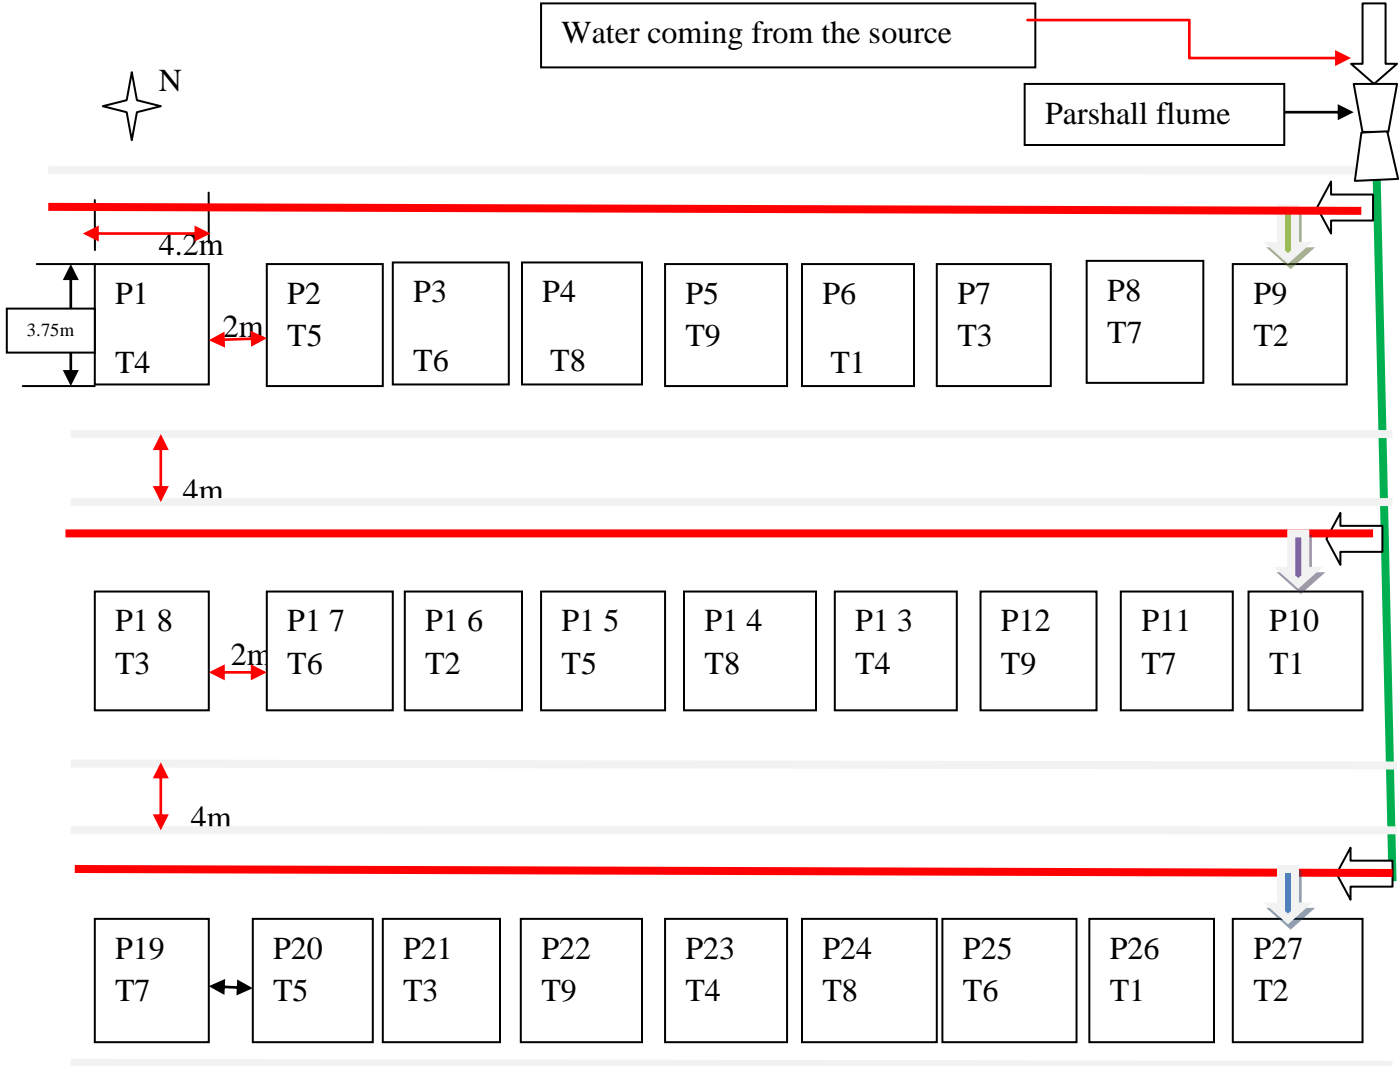 Water coming from the source
N
Parshall flume
4.2m
P1 P2 P3 P4 P5 P6 P7 P8 P9
3.75m
2m
T4 T5 T6 T8 T9 T1 T3 T7 T2
4m
P1 8 P1 7 P1 6 P1 5 P1 4 P1 3 P12 P11 P10
T3 2m T6 T2 T5 T8 T4 T9 T7 T1
4m
P19 P20 P21 P22 P23 P24 P25 P26 P27
T7 T5 T3 T9 T4 T8 T6 T1 T2